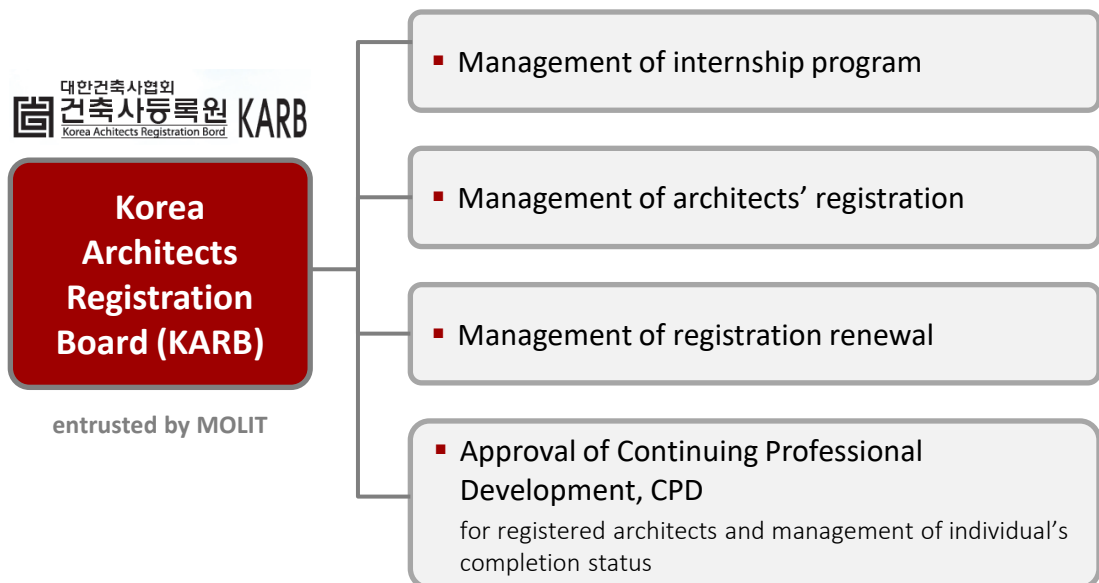 대한건축사협회
건축사등록원 KARB
Korea Achitects Registration Bord
Korea
Architects
Registration
Board (KARB)
entrusted by MOLIT
▪ Management of internship program
▪ Management of architects’ registration
▪ Management of registration renewal
▪ Approval of Continuing Professional
Development, CPD
for registered architects and management of individual’s
completion status